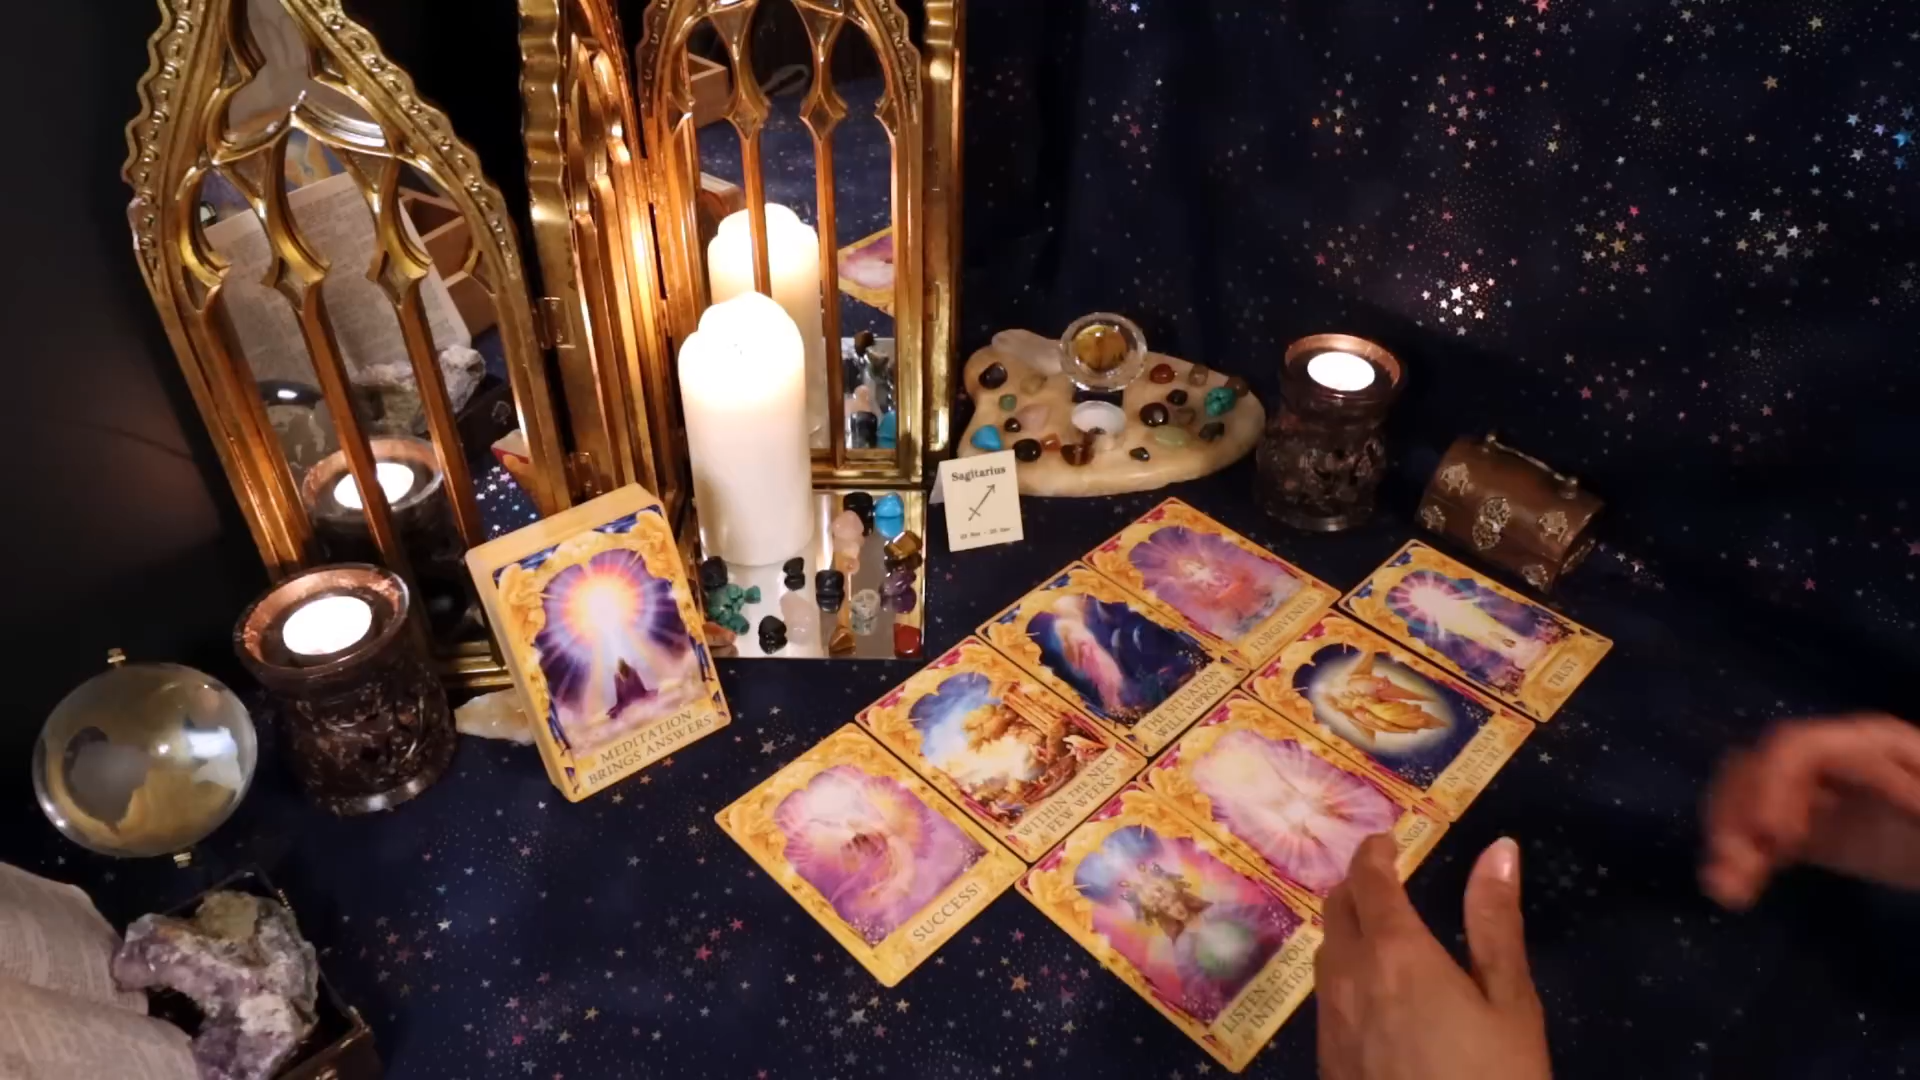 Sagitarius
MEDITATION
BRINGS ANSWERS
FORGIVENESS
TRUST
THE SITUATION
WILL IMPROVE
IN THE NEAR
FUTURE
WITHIN THE NEXT
FEW WEEKS
SUCCESS!
LISTEN TO YOUR
INTUITION